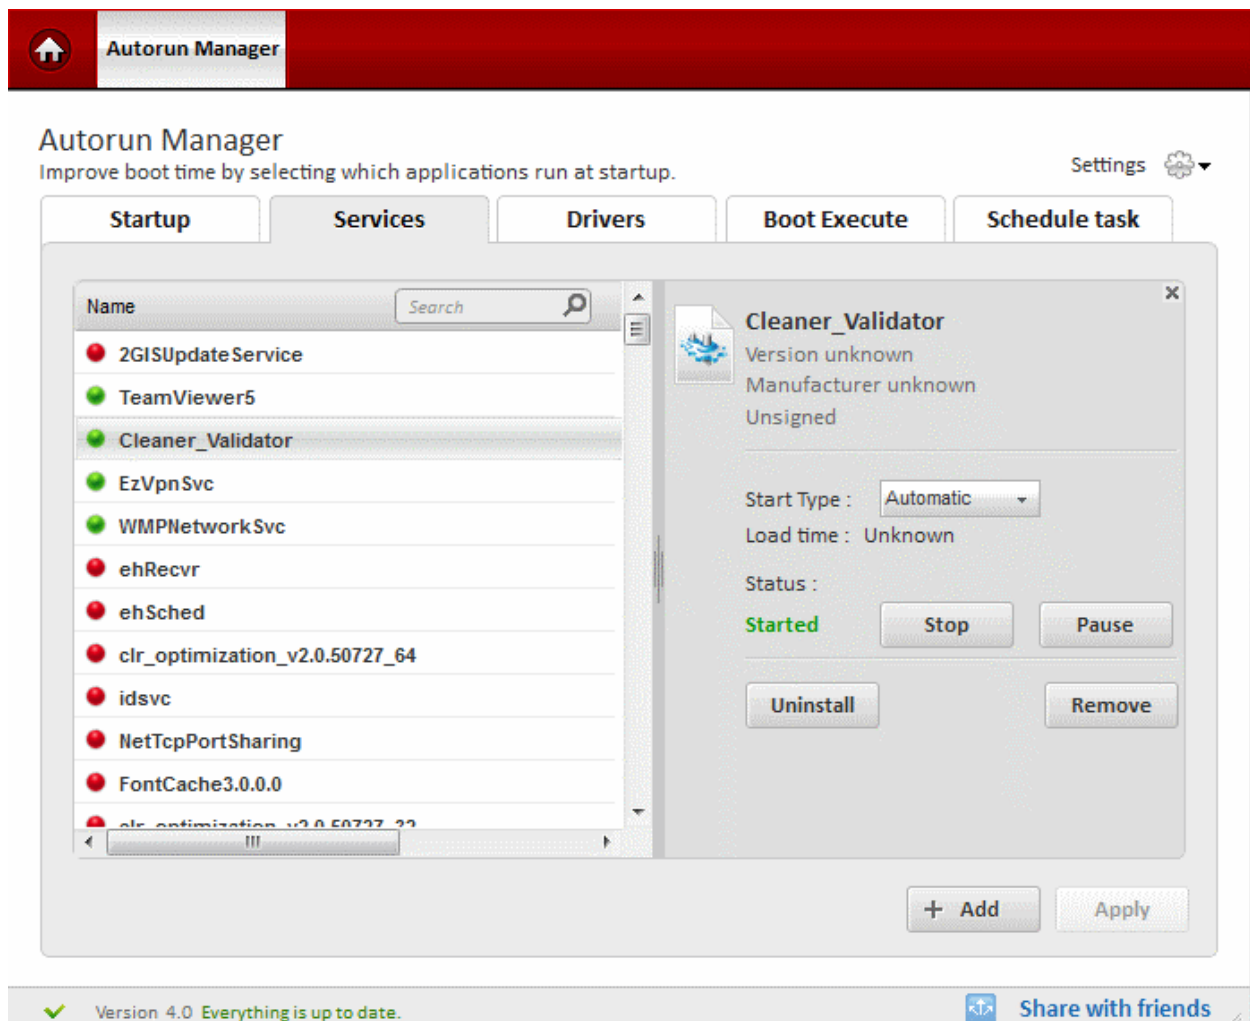 Autorun Manager
Autorun Manager
Improve boot time by selecting which applications run at startup.
Settings
Startup Services Drivers Boot Execute Schedule task
Name Search
2GISUpdateService
TeamViewer5
Cleaner_Validator
EzVpnSvc
WMPNetworkSvc
ehRecvr
ehSched
clr_optimization_v2.0.50727_64
idsvc
NetTcpPortSharing
FontCache3.0.0.0
clr_optimization_v2.0.50727_32
Cleaner_Validator
Version unknown
Manufacturer unknown
Unsigned
Start Type : Automatic
Load time : Unknown
Status :
Started Stop Pause
Uninstall Remove
+ Add Apply
Version 4.0 Everything is up to date.
Share with friends